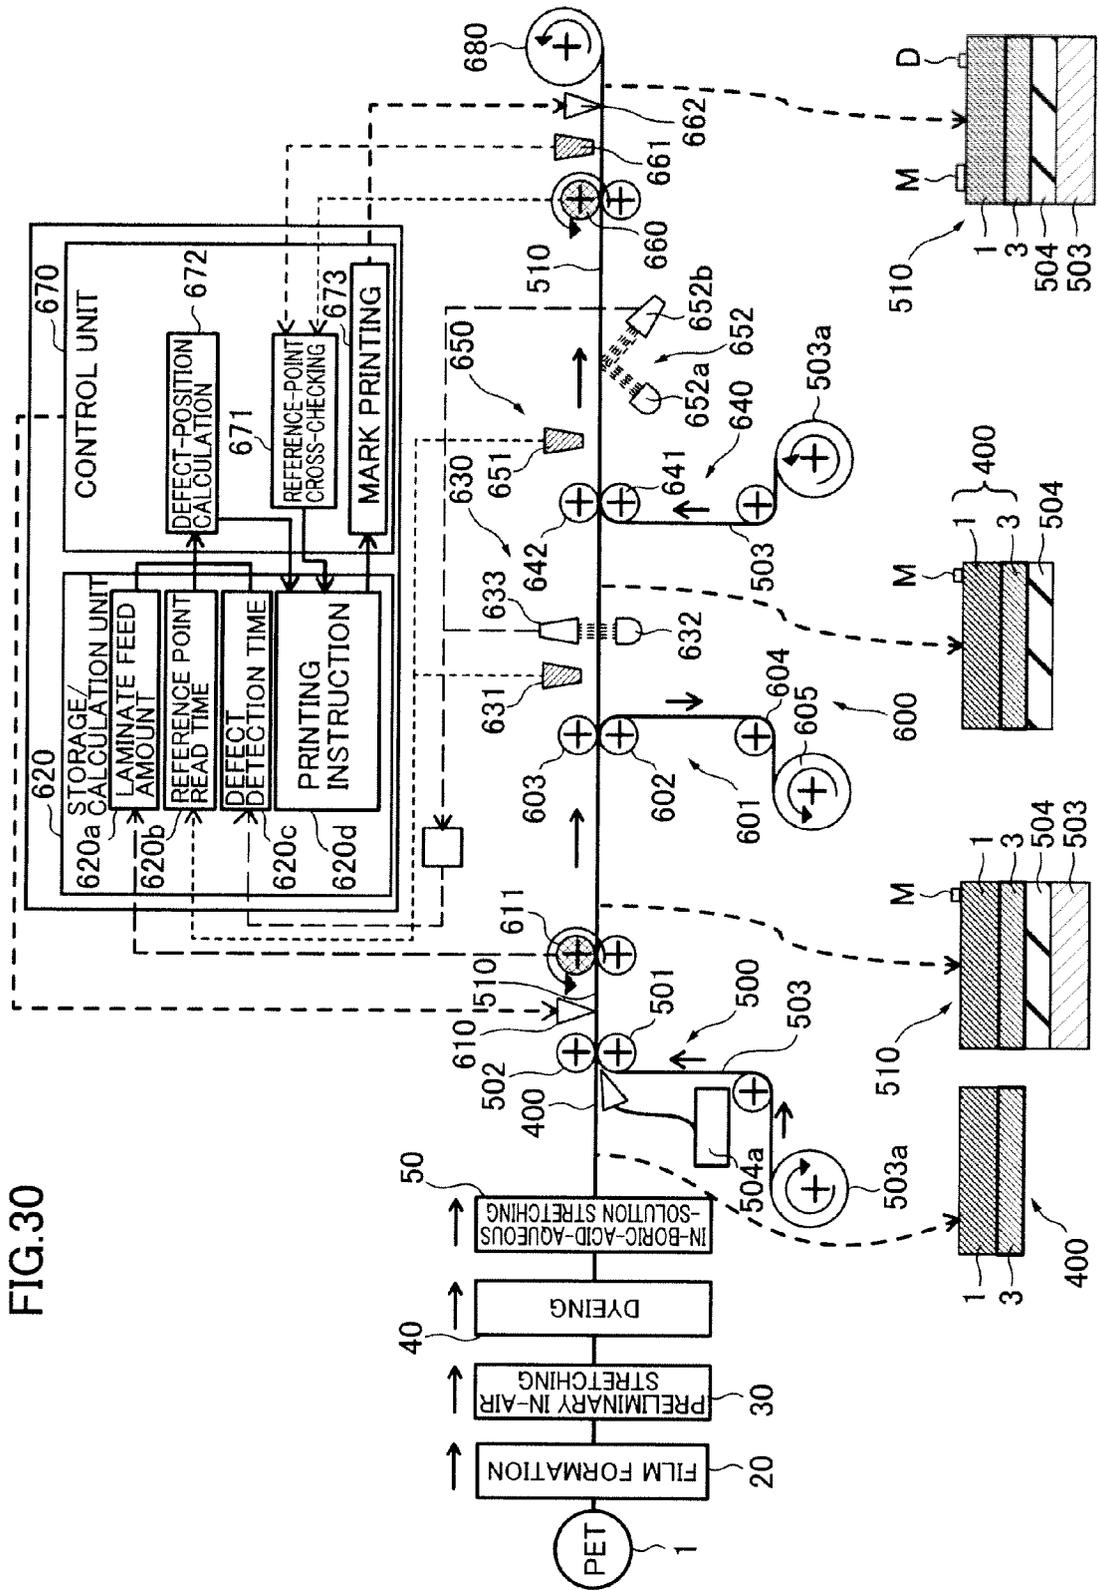 FIG.30
670
CONTROL UNIT
672
DEFECT-POSITION
CALCULATION
671
REFERENCE-POINT
CROSS-CHECKING
673
MARK PRINTING
620
STORAGE/
CALCULATION UNIT
620a
LAMINATE FEED
AMOUNT
620b
REFERENCE POINT
READ TIME
620c
DEFECT
DETECTION TIME
620d
PRINTING
INSTRUCTION
PET
1
FILM FORMATION
20
PRELIMINARY IN-AIR
STRETCHING
30
DYEING
40
IN-BORIC-ACID-AQUEOUS
-SOLUTION STRETCHING
50
400
502
610
510
611
501
500
503
504a
503a
603
602
601
604
605
600
631
633
632
630
642
641
640
503
503a
651
650
652a
652
652b
510
660
661
662
680
1
3
400
M
1
3
504
503
510
M
1
3
400
504
M
D
1
3
504
503
510